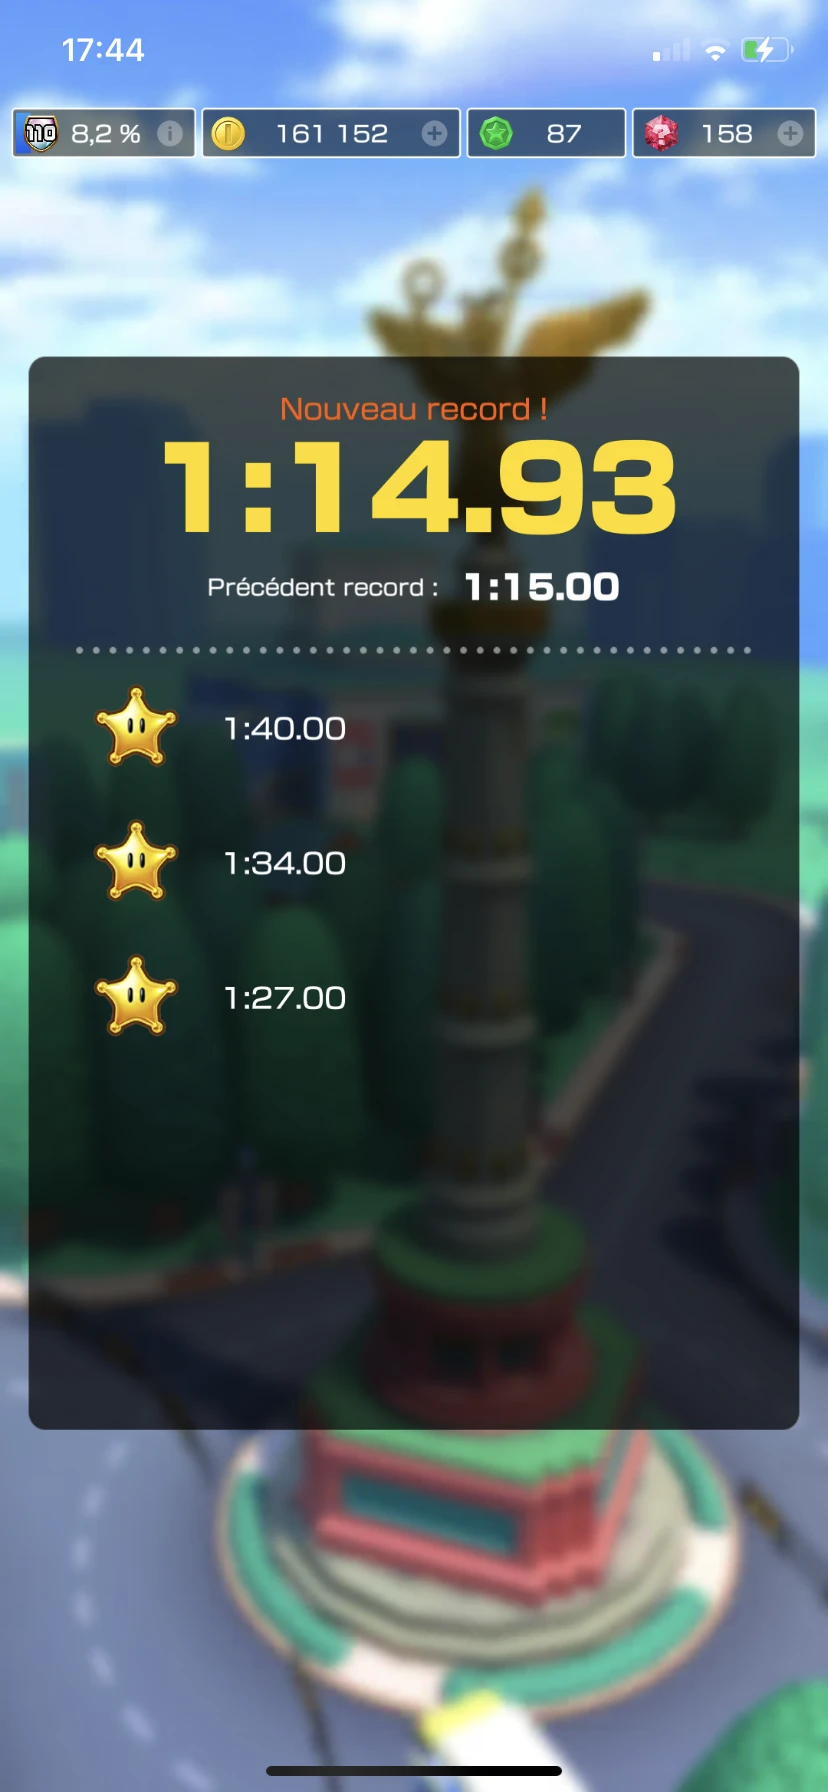 17:44
110 8,2 % i 161 152 + 87 158 +
Nouveau record !
1:14.93
Précédent record : 1:15.00
1:40.00
1:34.00
1:27.00